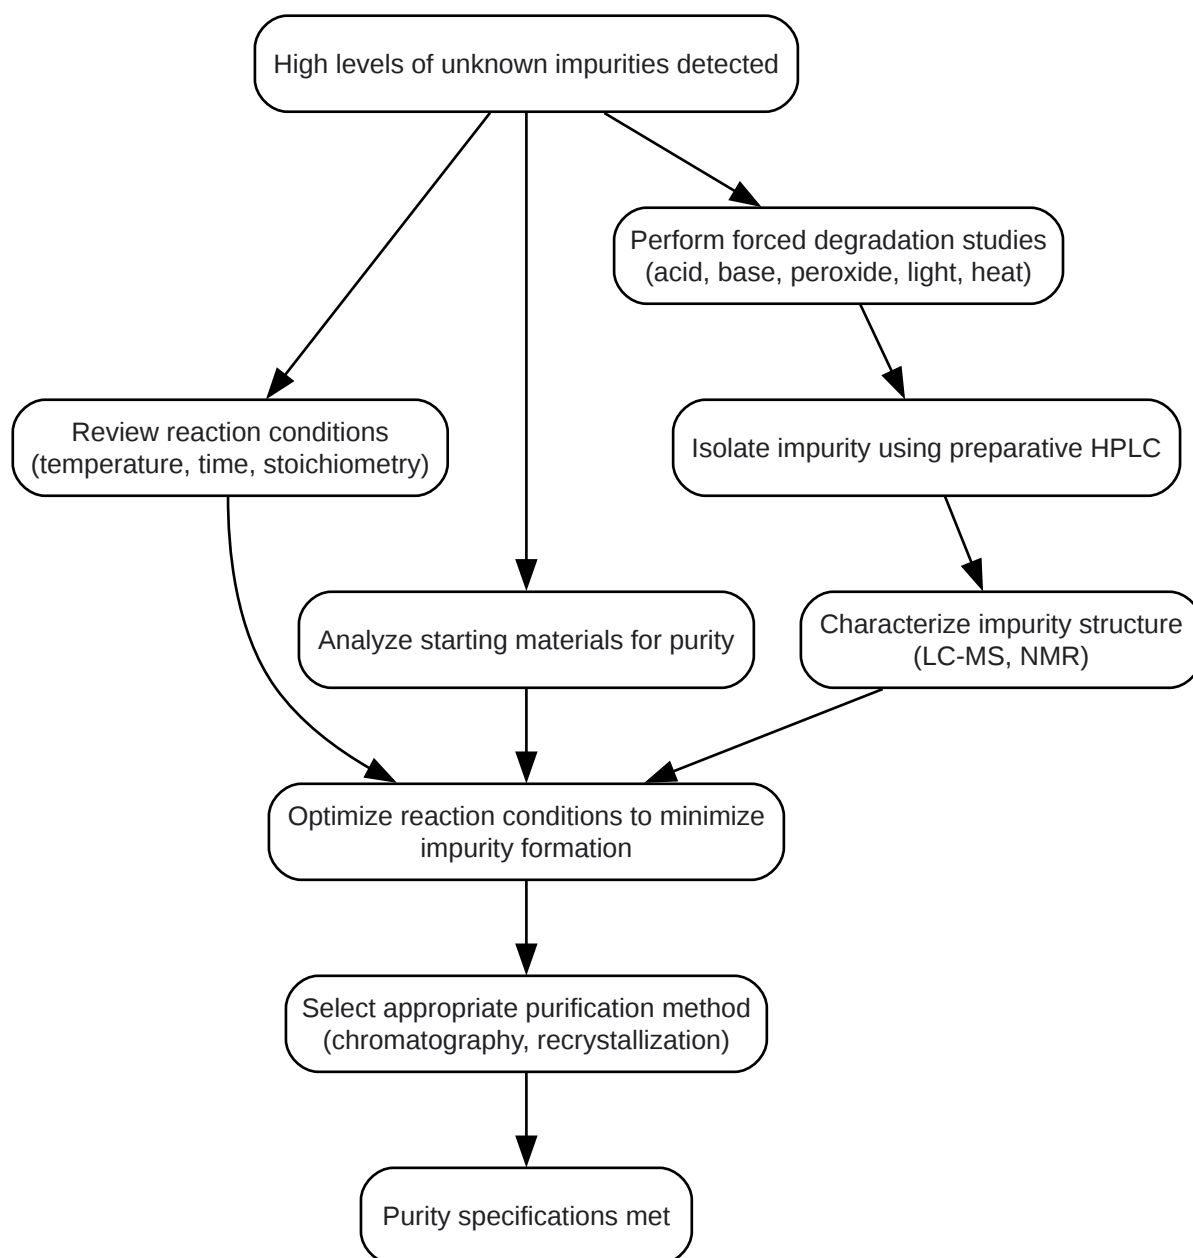 High levels of unknown impurities detected
Perform forced degradation studies
(acid, base, peroxide, light, heat)
Review reaction conditions
(temperature, time, stoichiometry)
Isolate impurity using preparative HPLC
Analyze starting materials for purity
Characterize impurity structure
(LC-MS, NMR)
Optimize reaction conditions to minimize
impurity formation
Select appropriate purification method
(chromatography, recrystallization)
Purity specifications met